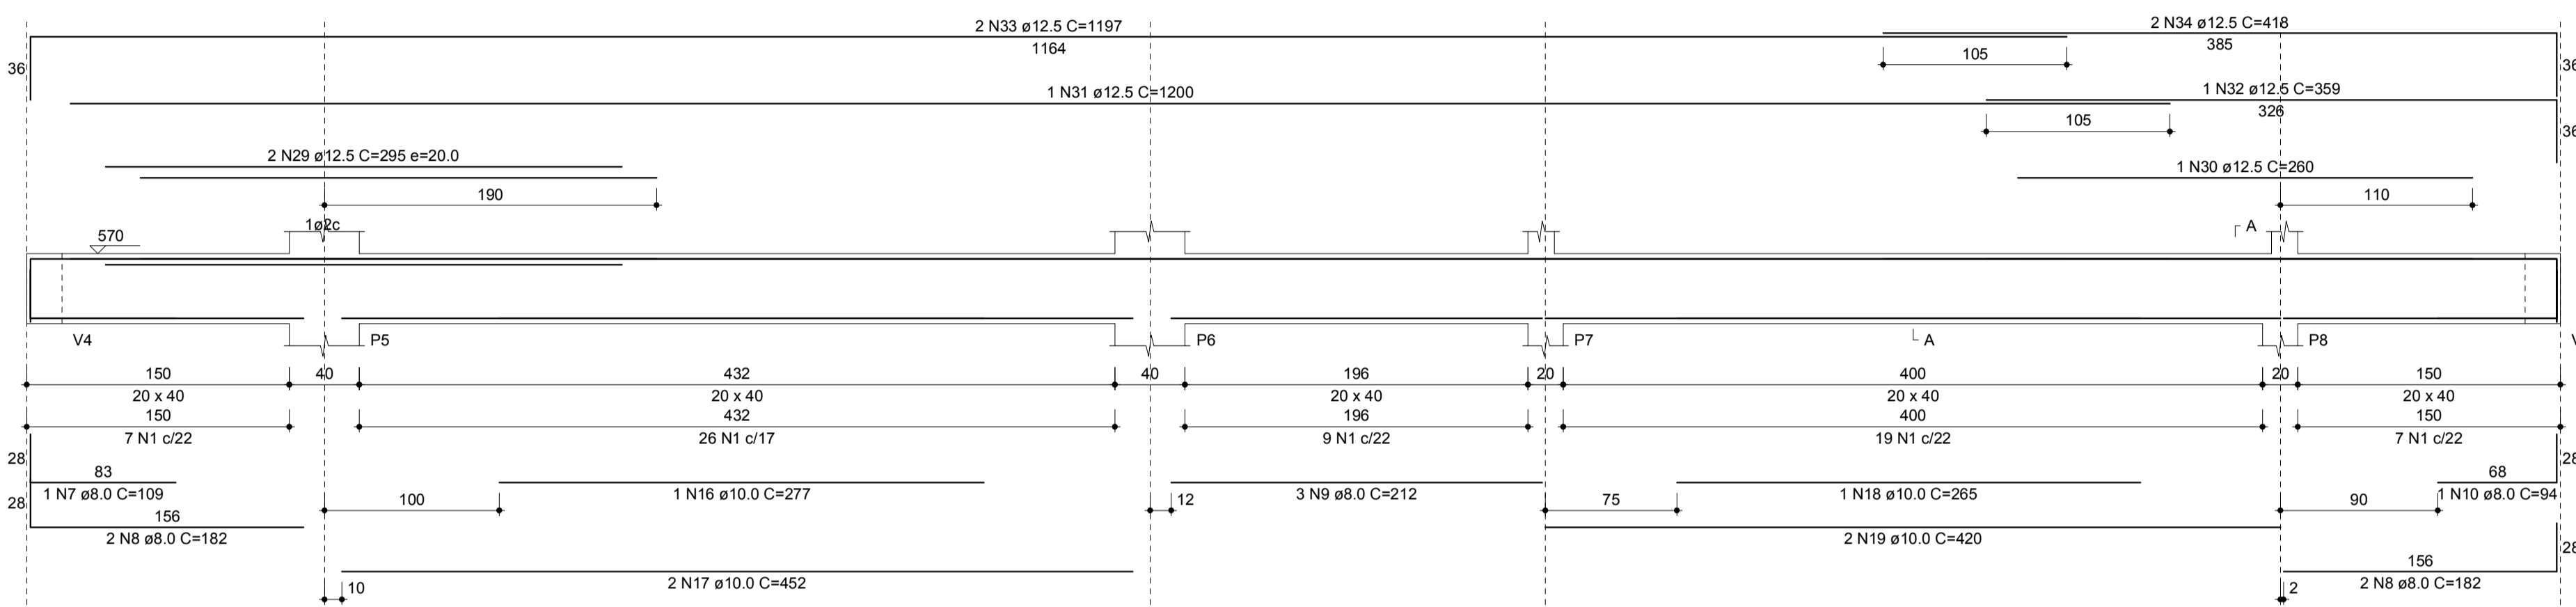 2 N33 ø12.5 C=1197
1164
36
2 N34 ø12.5 C=418
385
105
36
1 N31 ø12.5 C=1200
1 N32 ø12.5 C=359
326
105
36
2 N29 ø12.5 C=295 e=20.0
190
1 N30 ø12.5 C=260
110
1ø2c
570
A
V4
P5
P6
P7
A
P8
150
40
432
40
196
20
400
20
150
20 x 40
20 x 40
20 x 40
20 x 40
20 x 40
150
432
196
400
150
7 N1 c/22
26 N1 c/17
9 N1 c/22
19 N1 c/22
7 N1 c/22
28
83
1 N7 ø8.0 C=109
100
1 N16 ø10.0 C=277
12
3 N9 ø8.0 C=212
75
1 N18 ø10.0 C=265
90
68
1 N10 ø8.0 C=94
28
28
156
2 N8 ø8.0 C=182
2 N19 ø10.0 C=420
10
2 N17 ø10.0 C=452
2
156
2 N8 ø8.0 C=182
28